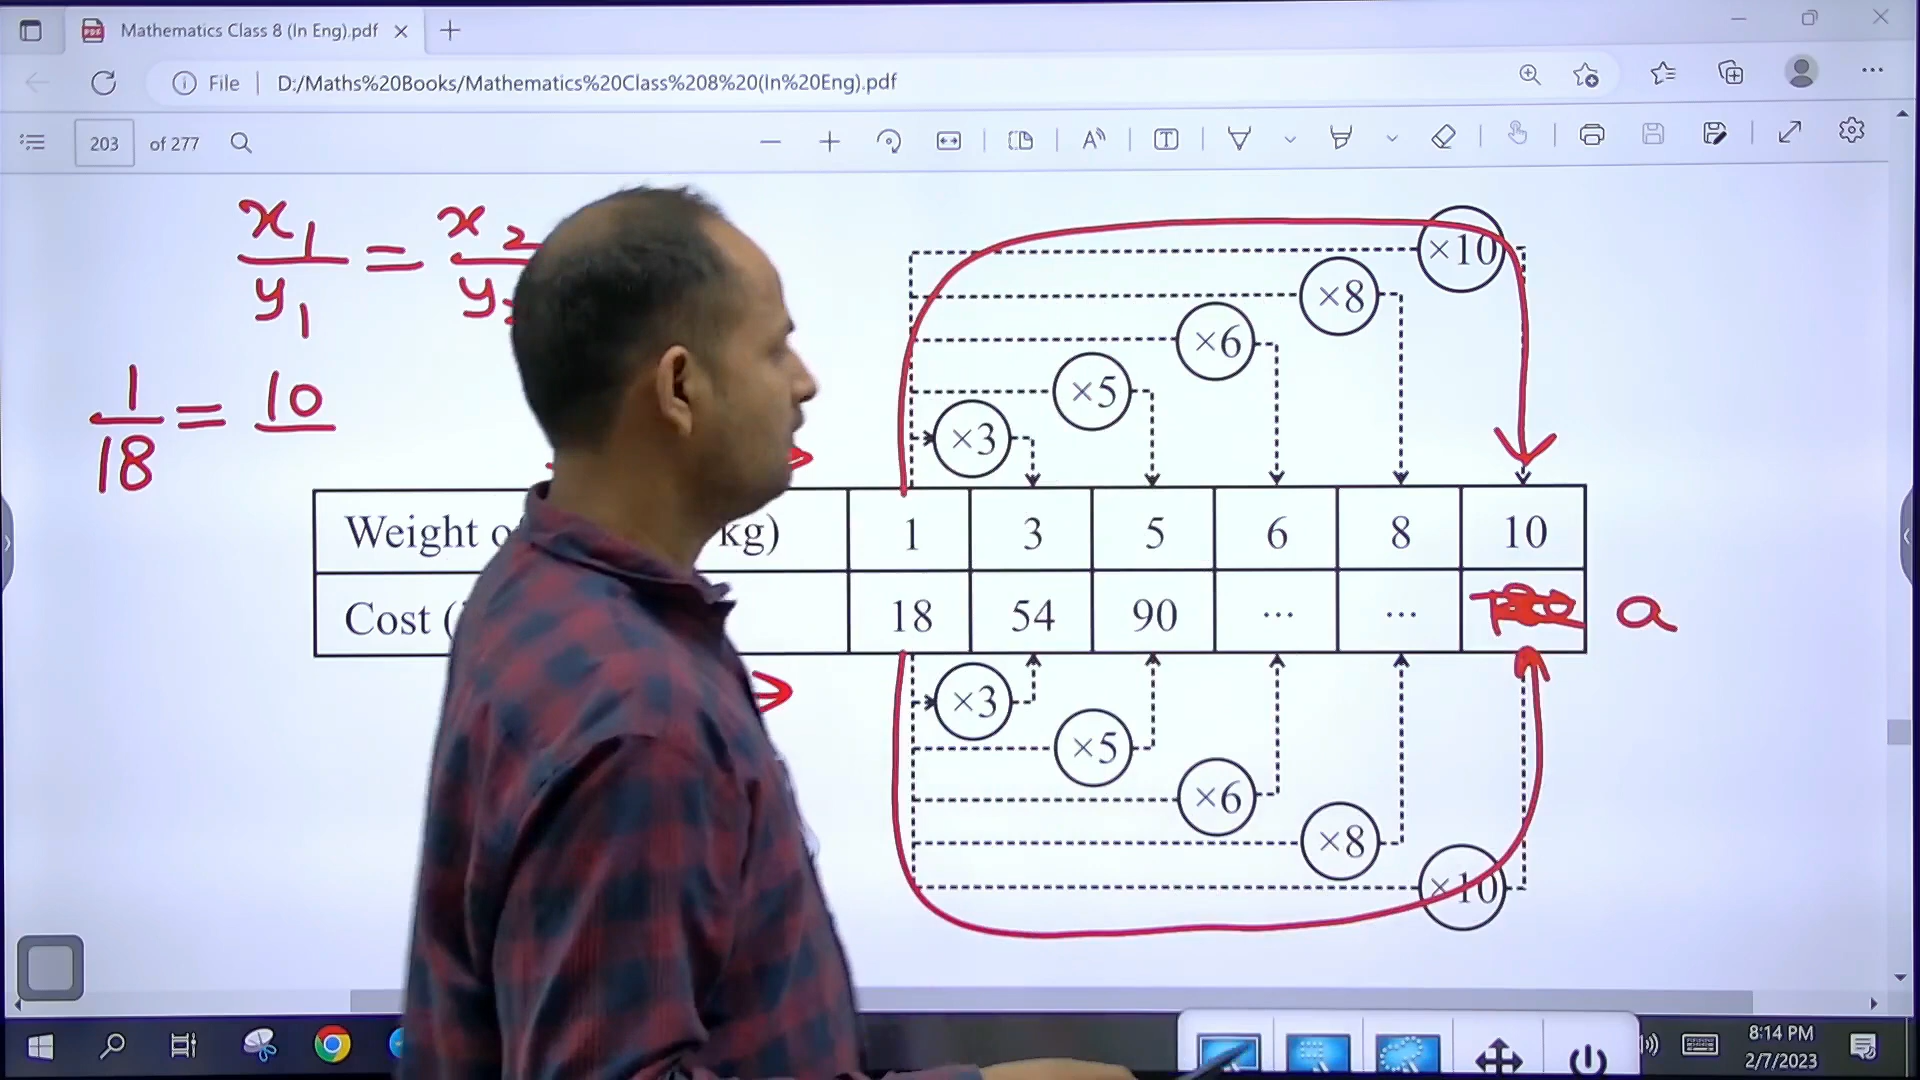 Mathematics Class 8 (In Eng).pdf
File D:/Maths%20Books/Mathematics%20Class%208%20(In%20Eng).pdf
203 of 277
x1/y1 = x2/y
1/18 = 10
×10
×8
×6
×5
×3
Weight kg) 1 3 5 6 8 10
Cost ( 18 54 90 ... ... a
×3
×5
×6
×8
×10
8:14 PM
2/7/2023